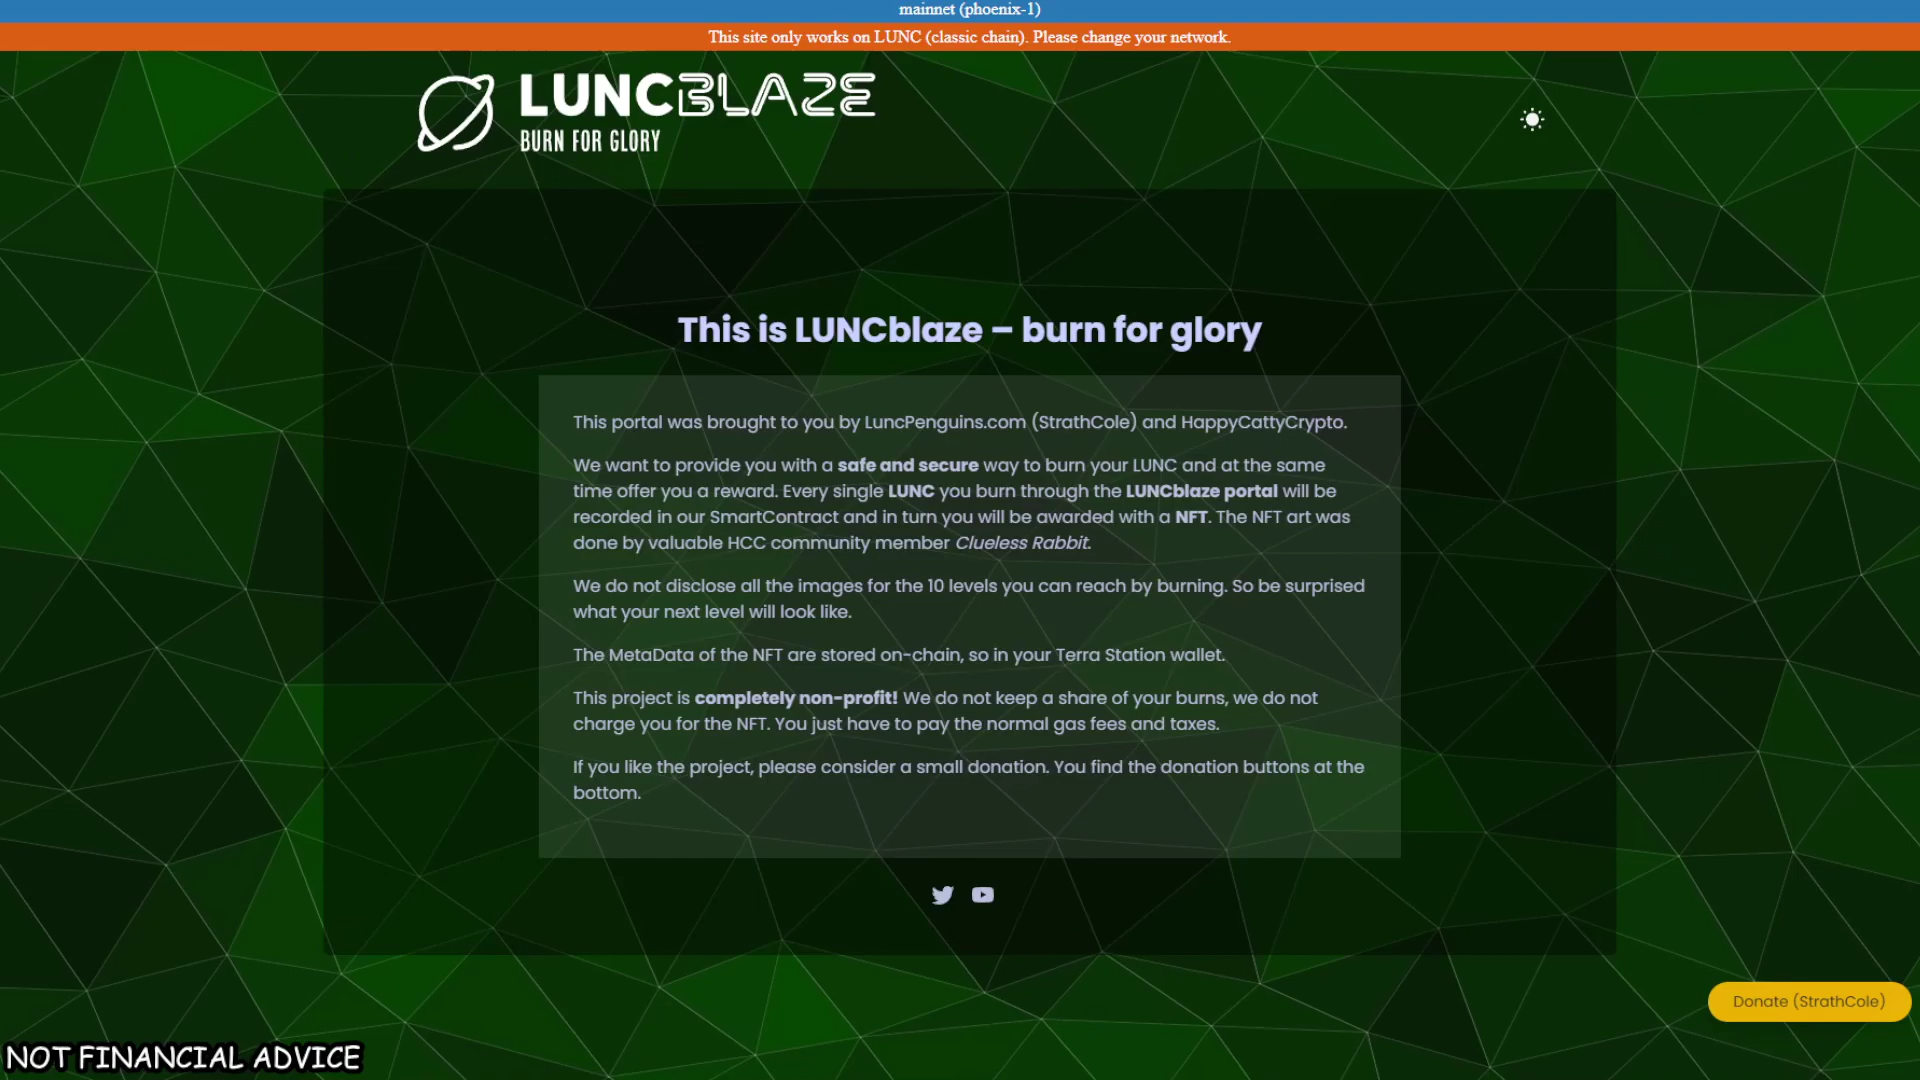 mainnet (phoenix-1)
This site only works on LUNC (classic chain). Please change your network.
LUNCBLAZE
BURN FOR GLORY
This is LUNCblaze – burn for glory
This portal was brought to you by LuncPenguins.com (StrathCole) and HappyCattyCrypto.
We want to provide you with a safe and secure way to burn your LUNC and at the same
time offer you a reward. Every single LUNC you burn through the LUNCblaze portal will be
recorded in our SmartContract and in turn you will be awarded with a NFT. The NFT art was
done by valuable HCC community member Clueless Rabbit.
We do not disclose all the images for the 10 levels you can reach by burning. So be surprised
what your next level will look like.
The MetaData of the NFT are stored on-chain, so in your Terra Station wallet.
This project is completely non-profit! We do not keep a share of your burns, we do not
charge you for the NFT. You just have to pay the normal gas fees and taxes.
If you like the project, please consider a small donation. You find the donation buttons at the
bottom.
Donate (StrathCole)
NOT FINANCIAL ADVICE